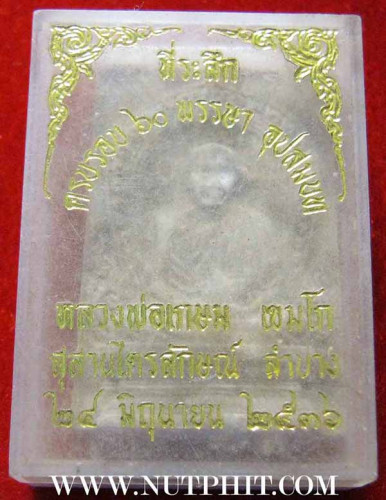 ที่ระลึก
ครบรอบ ๖๐ พรรษา อุปสมบท
หลวงพ่อเกษม เขมโก
สุสานไตรลักษณ์ ลำปาง
๒๘ มิถุนายน ๒๕๓๖
WWW.NUTPHIT.COM